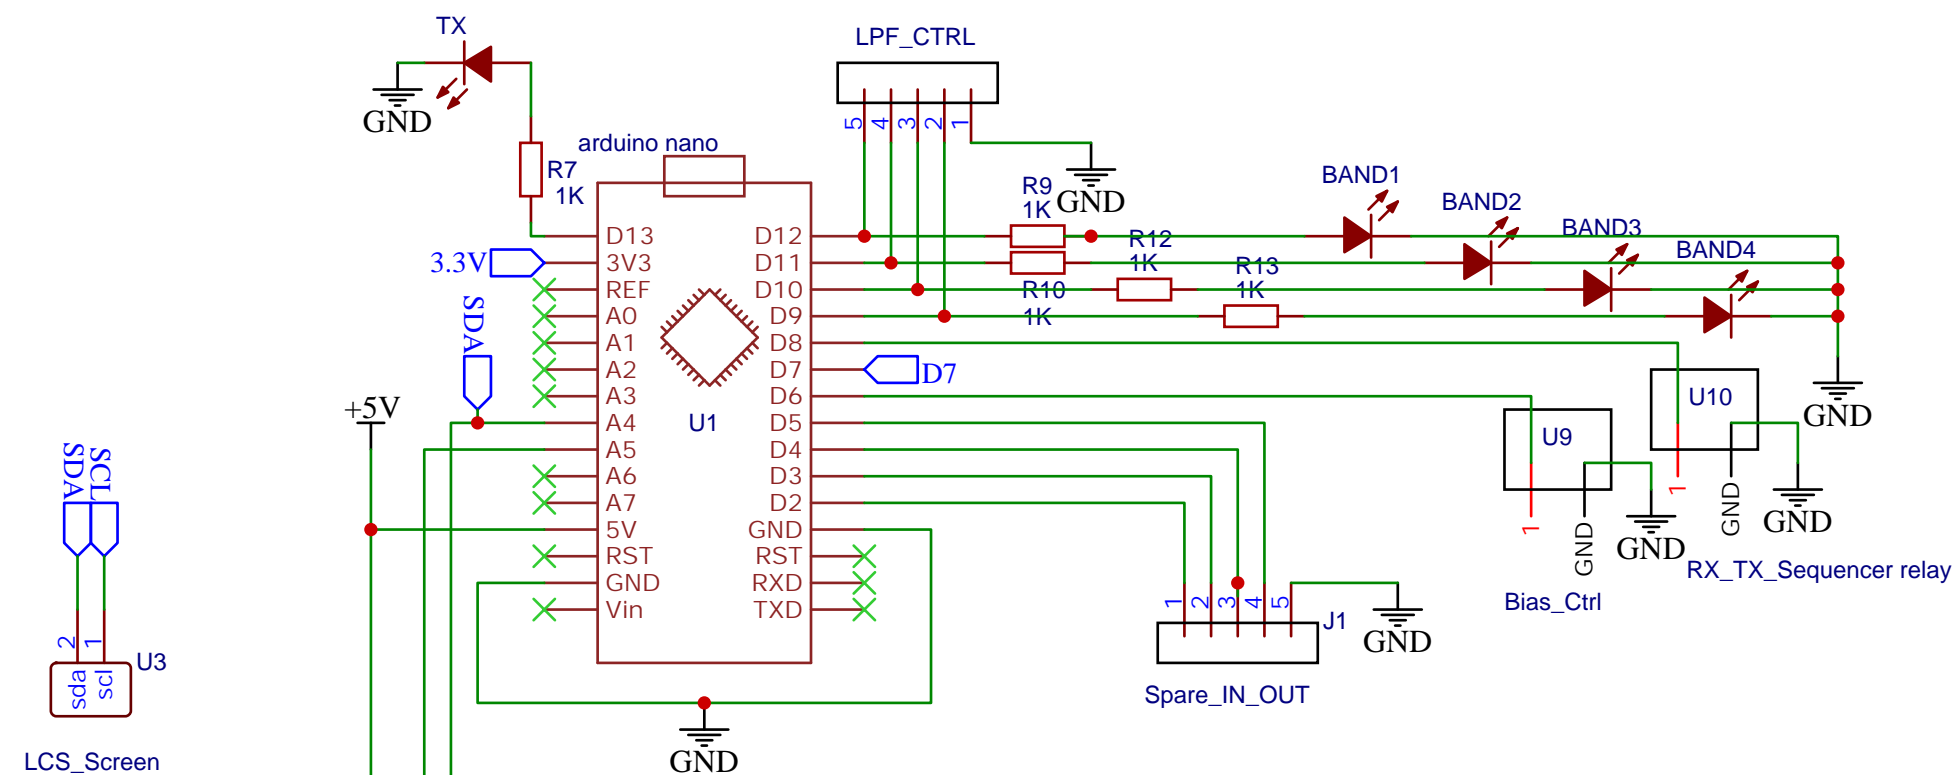 TX
GND
R7
1K
arduino nano
LPF_CTRL
5
4
3
2
1
GND
D13
3V3
REF
A0
A1
A2
A3
A4
A5
A6
A7
5V
RST
GND
Vin
D12
D11
D10
D9
D8
D7
D6
D5
D4
D3
D2
GND
RST
RXD
TXD
U1
3.3V
SDA
+5V
SDA
SCL
2
1
sda
scl
U3
LCS_Screen
GND
R9
1K
R10
1K
R12
1K
R13
1K
BAND1
BAND2
BAND3
BAND4
GND
D7
U9
1
GND
GND
Bias_Ctrl
U10
1
GND
GND
RX_TX_Sequencer relay
1
2
3
4
5
J1
GND
Spare_IN_OUT